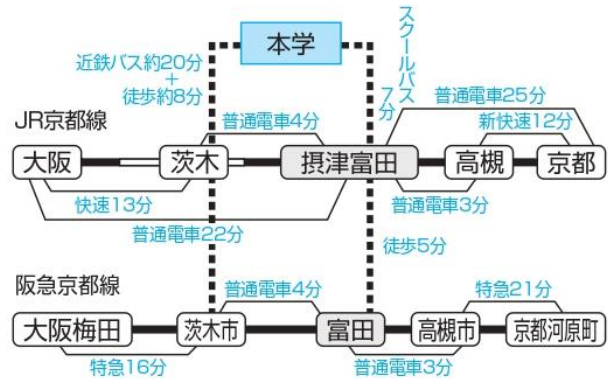 本学
近鉄バス約20分
+
徒歩約8分
スクールバス
7分
普通電車25分
JR京都線
普通電車4分
新快速12分
大阪
茨木
摂津富田
高槻
京都
快速13分
普通電車3分
普通電車22分
徒歩5分
阪急京都線
普通電車4分
特急21分
大阪梅田
茨木市
富田
高槻市
京都河原町
特急16分
普通電車3分